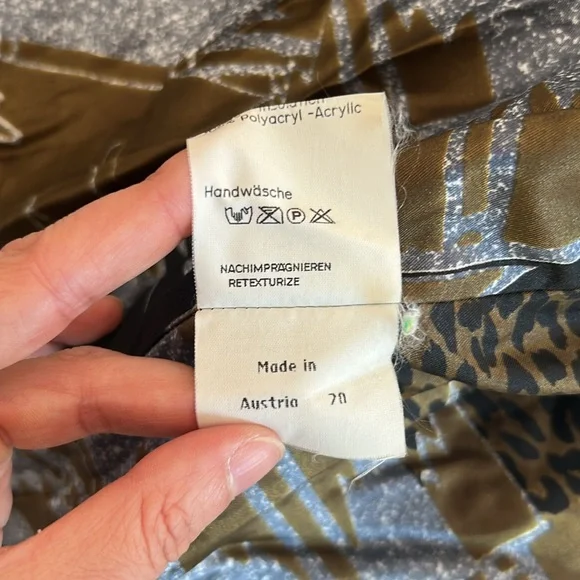 Polyacryl -Acrylic
Handwäsche
P
NACHIMPRÄGNIEREN
RETEXTURIZE
Made in
Austria 70